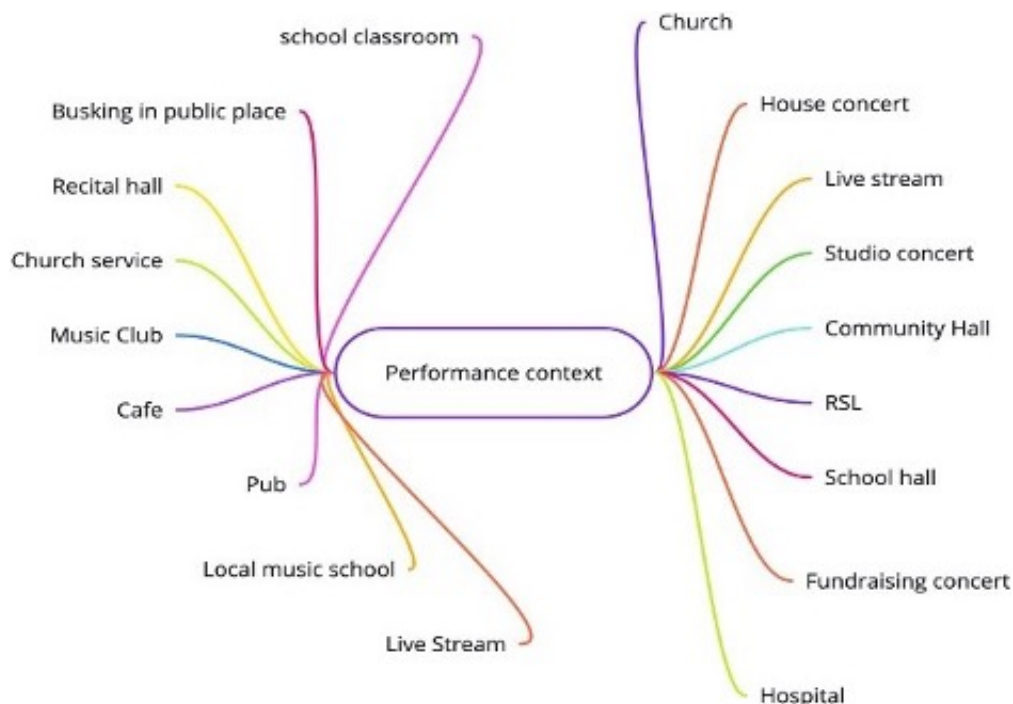 school classroom
Busking in public place
Recital hall
Church service
Music Club
Cafe
Pub
Local music school
Live Stream
Performance context
Church
House concert
Live stream
Studio concert
Community Hall
RSL
School hall
Fundraising concert
Hospital